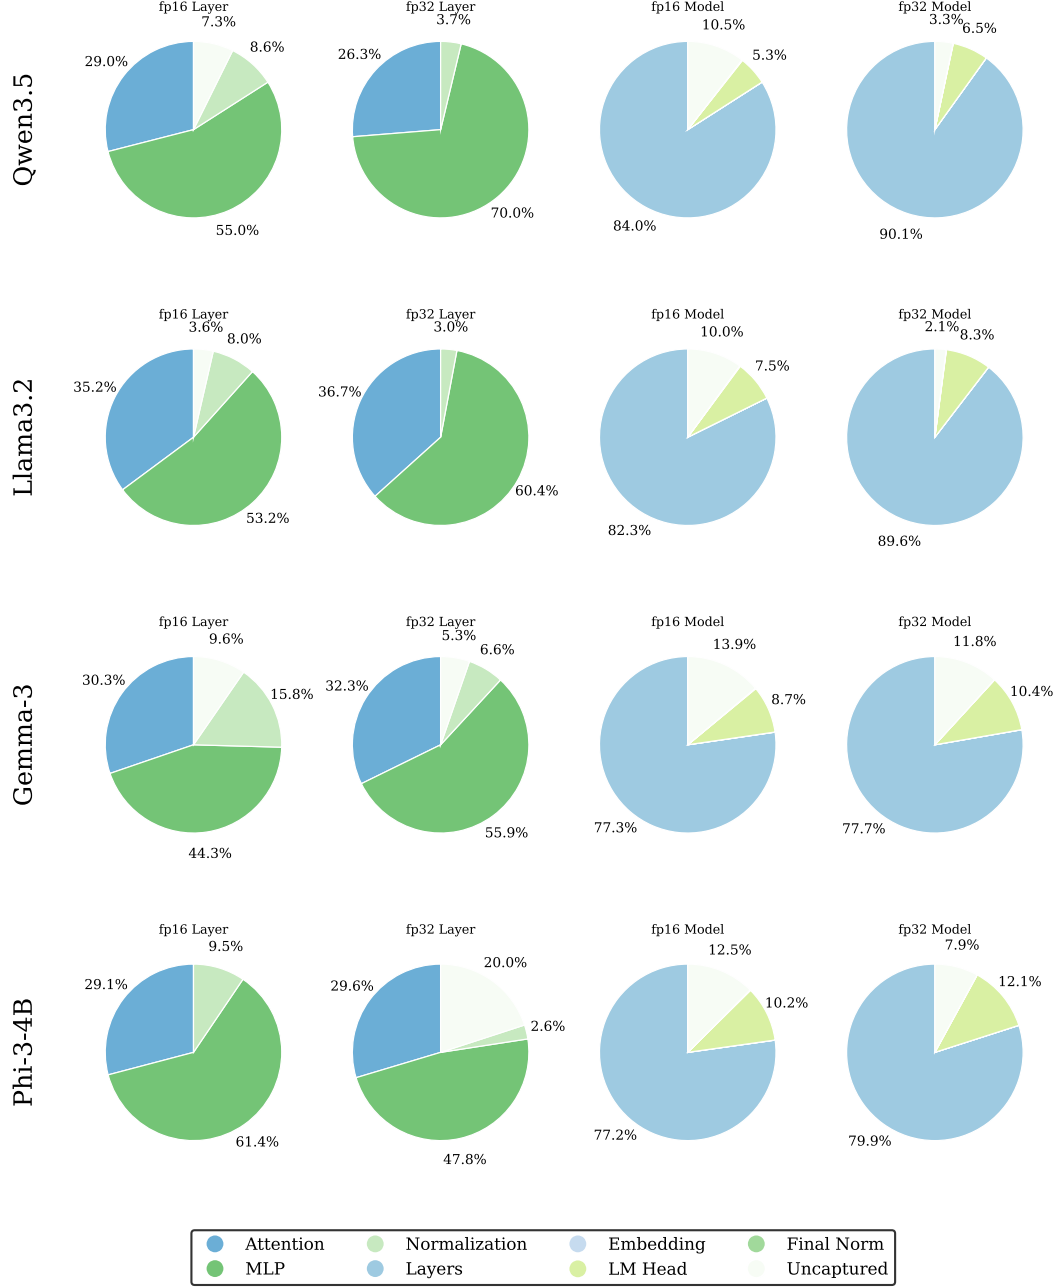 fp16 Layer
fp32 Layer
fp16 Model
fp32 Model
Qwen3.5
7.3%
8.6%
29.0%
55.0%
3.7%
26.3%
70.0%
10.5%
5.3%
84.0%
3.3%
6.5%
90.1%
fp16 Layer
fp32 Layer
fp16 Model
fp32 Model
Llama3.2
3.6%
8.0%
35.2%
53.2%
3.0%
36.7%
60.4%
10.0%
7.5%
82.3%
2.1%
8.3%
89.6%
fp16 Layer
fp32 Layer
fp16 Model
fp32 Model
Gemma-3
9.6%
15.8%
30.3%
44.3%
5.3%
6.6%
32.3%
55.9%
13.9%
8.7%
77.3%
11.8%
10.4%
77.7%
fp16 Layer
fp32 Layer
fp16 Model
fp32 Model
Phi-3-4B
9.5%
29.1%
61.4%
20.0%
2.6%
29.6%
47.8%
12.5%
10.2%
77.2%
7.9%
12.1%
79.9%
Attention
Normalization
Embedding
Final Norm
MLP
Layers
LM Head
Uncaptured